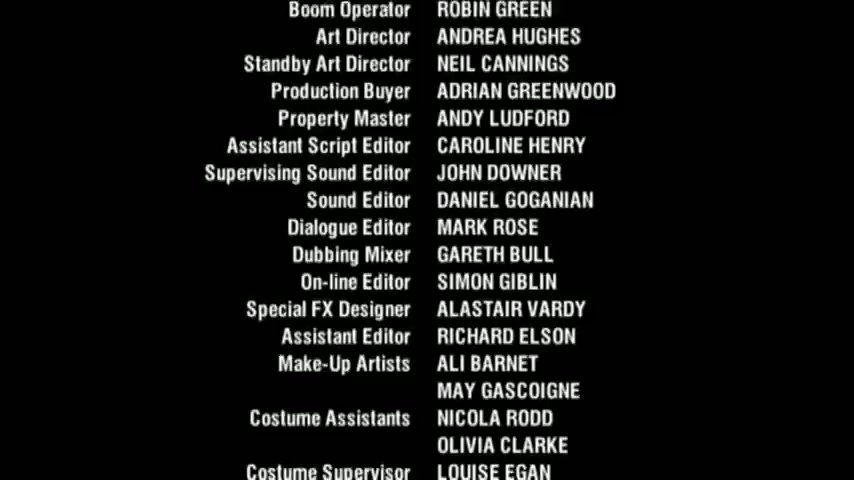 Boom Operator ROBIN GREEN
Art Director ANDREA HUGHES
Standby Art Director NEIL CANNINGS
Production Buyer ADRIAN GREENWOOD
Property Master ANDY LUDFORD
Assistant Script Editor CAROLINE HENRY
Supervising Sound Editor JOHN DOWNER
Sound Editor DANIEL GOGANIAN
Dialogue Editor MARK ROSE
Dubbing Mixer GARETH BULL
On-line Editor SIMON GIBLIN
Special FX Designer ALASTAIR VARDY
Assistant Editor RICHARD ELSON
Make-Up Artists ALI BARNET
MAY GASCOIGNE
Costume Assistants NICOLA RODD
OLIVIA CLARKE
Costume Supervisor LOUISE EGAN